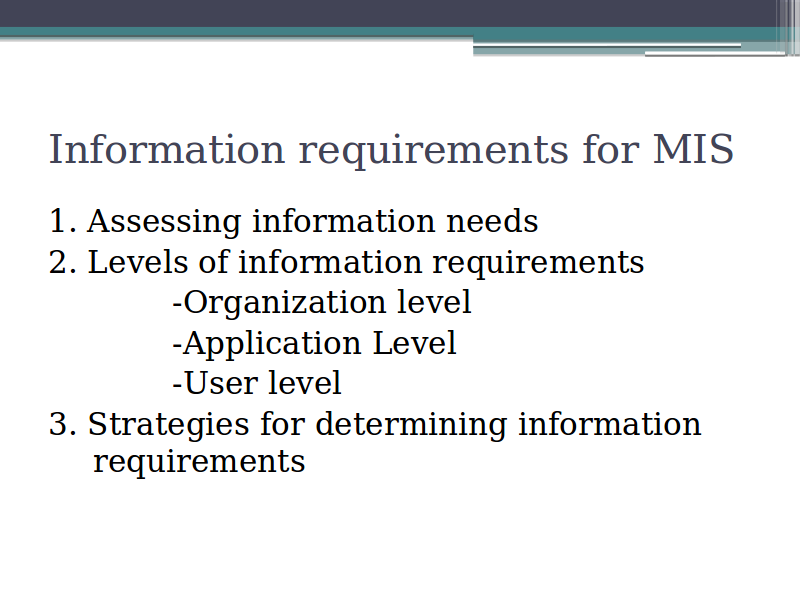 Information requirements for MIS
1. Assessing information needs
2. Levels of information requirements
-Organization level
-Application Level
-User level
3. Strategies for determining information
requirements